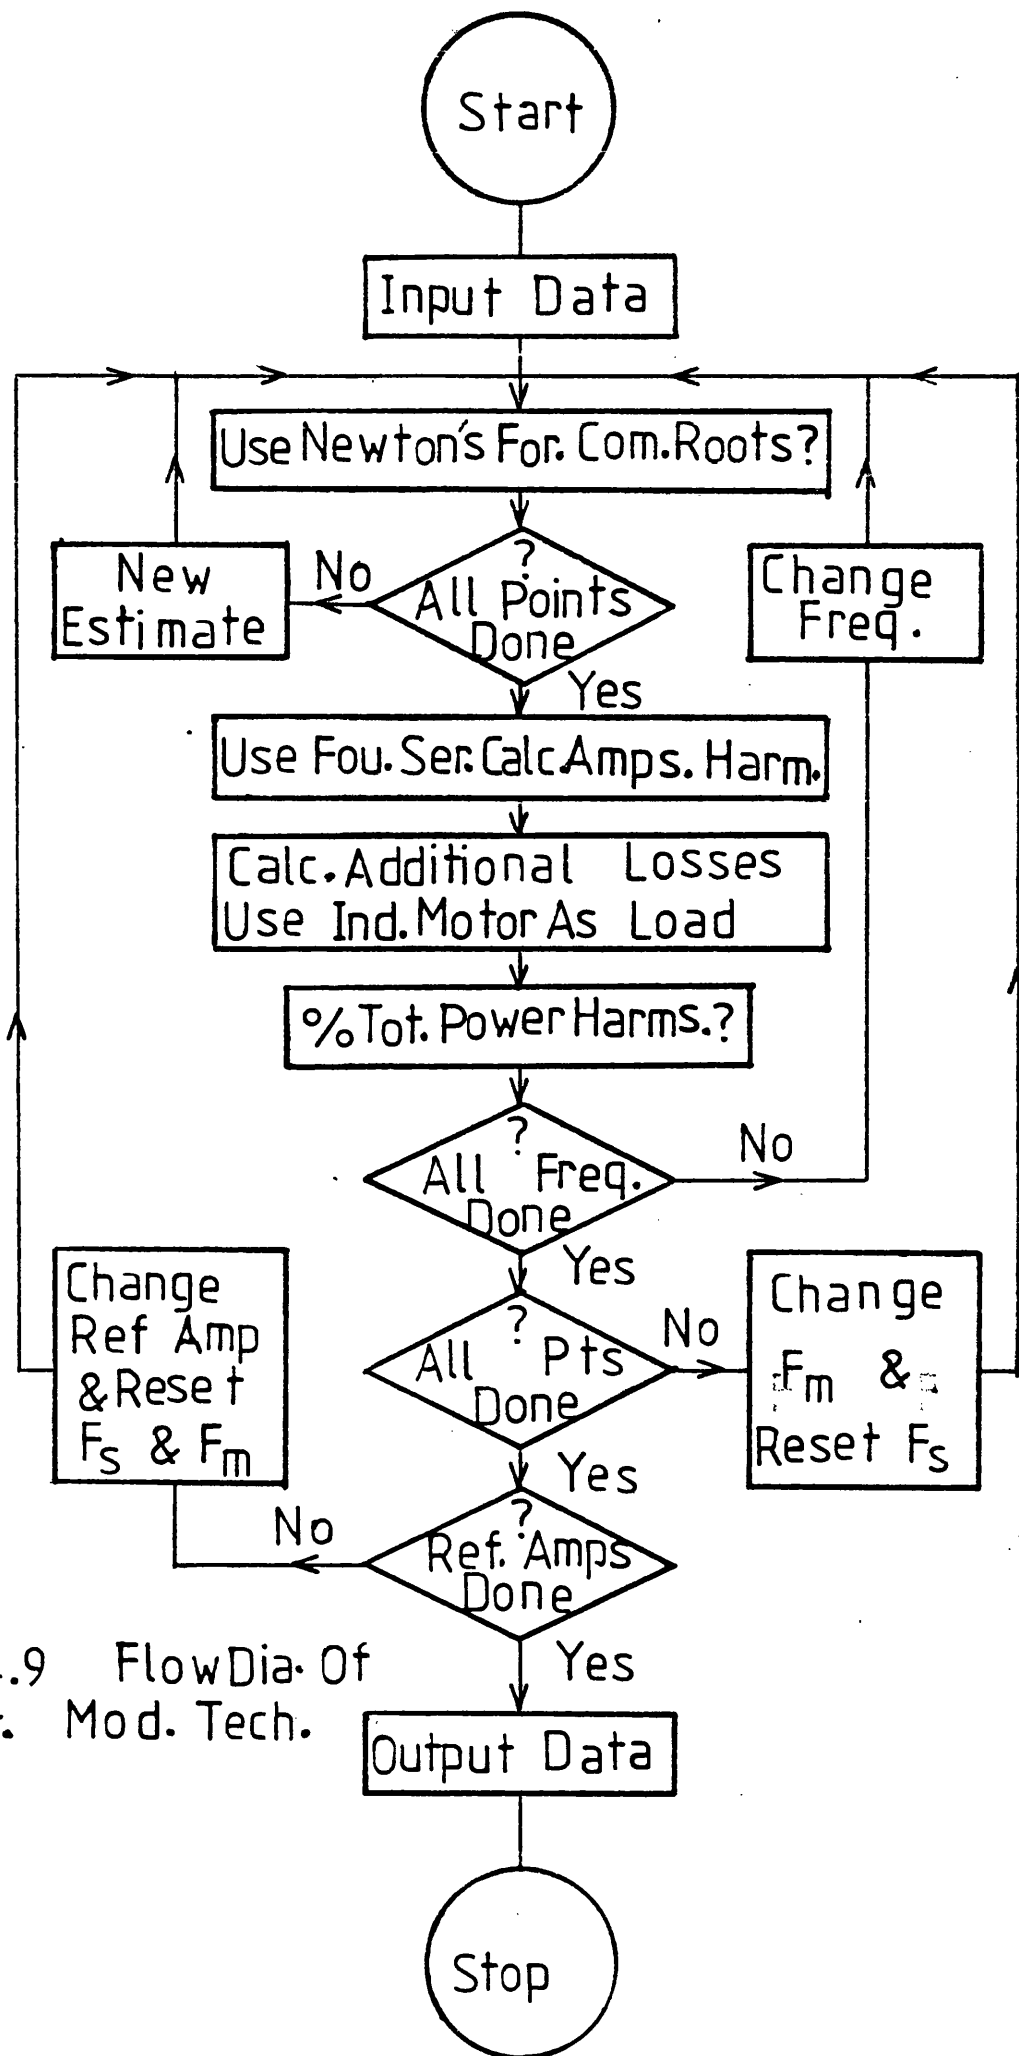 Start
Input Data
Use Newton's For. Com. Roots?
?
All Points
Done
No
New
Estimate
Change
Freq.
Yes
Use Fou. Ser. Calc. Amps. Harm.
Calc. Additional Losses
Use Ind. Motor As Load
% Tot. Power Harms.?
?
All Freq.
Done
No
Yes
?
All Pts
Done
No
Change
Fm &
Reset Fs
Change
Ref Amp
& Reset
Fs & Fm
Yes
?
Ref. Amps
Done
No
Yes
.9 Flow Dia. Of
. Mod. Tech.
Output Data
Stop